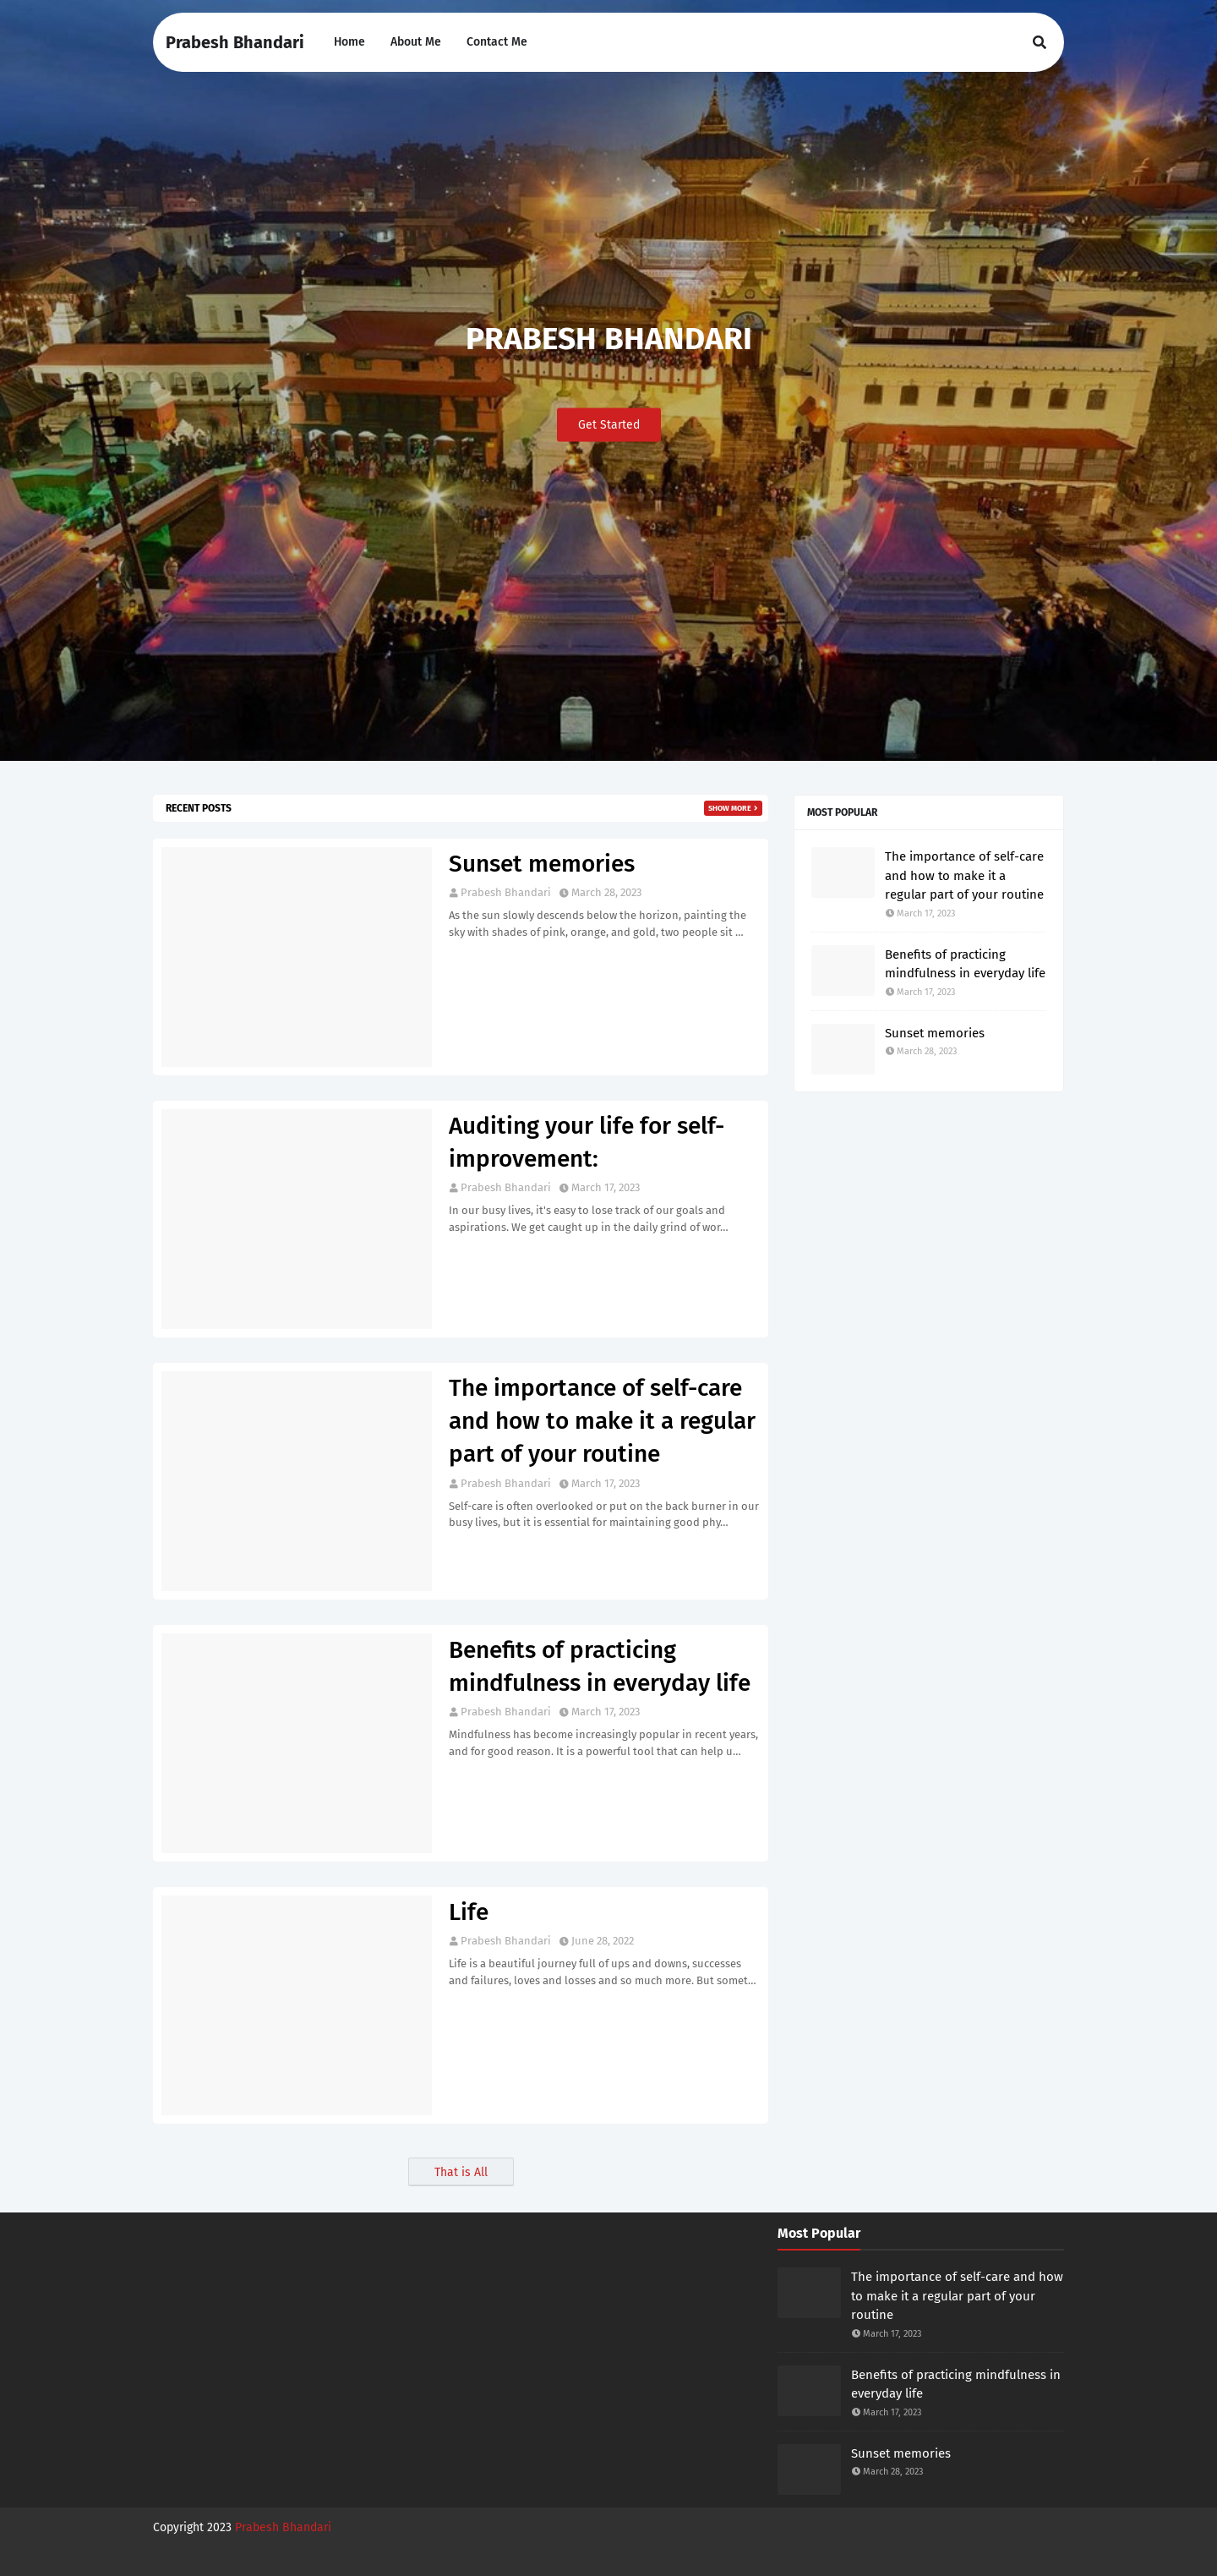 Prabesh Bhandari
Home
About Me
Contact Me
PRABESH BHANDARI
Get Started
RECENT POSTS
SHOW MORE
Sunset memories
Prabesh Bhandari March 28, 2023
As the sun slowly descends below the horizon, painting the
sky with shades of pink, orange, and gold, two people sit ...
Auditing your life for self-
improvement:
Prabesh Bhandari March 17, 2023
In our busy lives, it's easy to lose track of our goals and
aspirations. We get caught up in the daily grind of wor...
The importance of self-care
and how to make it a regular
part of your routine
Prabesh Bhandari March 17, 2023
Self-care is often overlooked or put on the back burner in our
busy lives, but it is essential for maintaining good phy...
Benefits of practicing
mindfulness in everyday life
Prabesh Bhandari March 17, 2023
Mindfulness has become increasingly popular in recent years,
and for good reason. It is a powerful tool that can help u...
Life
Prabesh Bhandari June 28, 2022
Life is a beautiful journey full of ups and downs, successes
and failures, loves and losses and so much more. But somet...
That is All
MOST POPULAR
The importance of self-care
and how to make it a
regular part of your routine
March 17, 2023
Benefits of practicing
mindfulness in everyday life
March 17, 2023
Sunset memories
March 28, 2023
Most Popular
The importance of self-care and how
to make it a regular part of your
routine
March 17, 2023
Benefits of practicing mindfulness in
everyday life
March 17, 2023
Sunset memories
March 28, 2023
Copyright 2023 Prabesh Bhandari